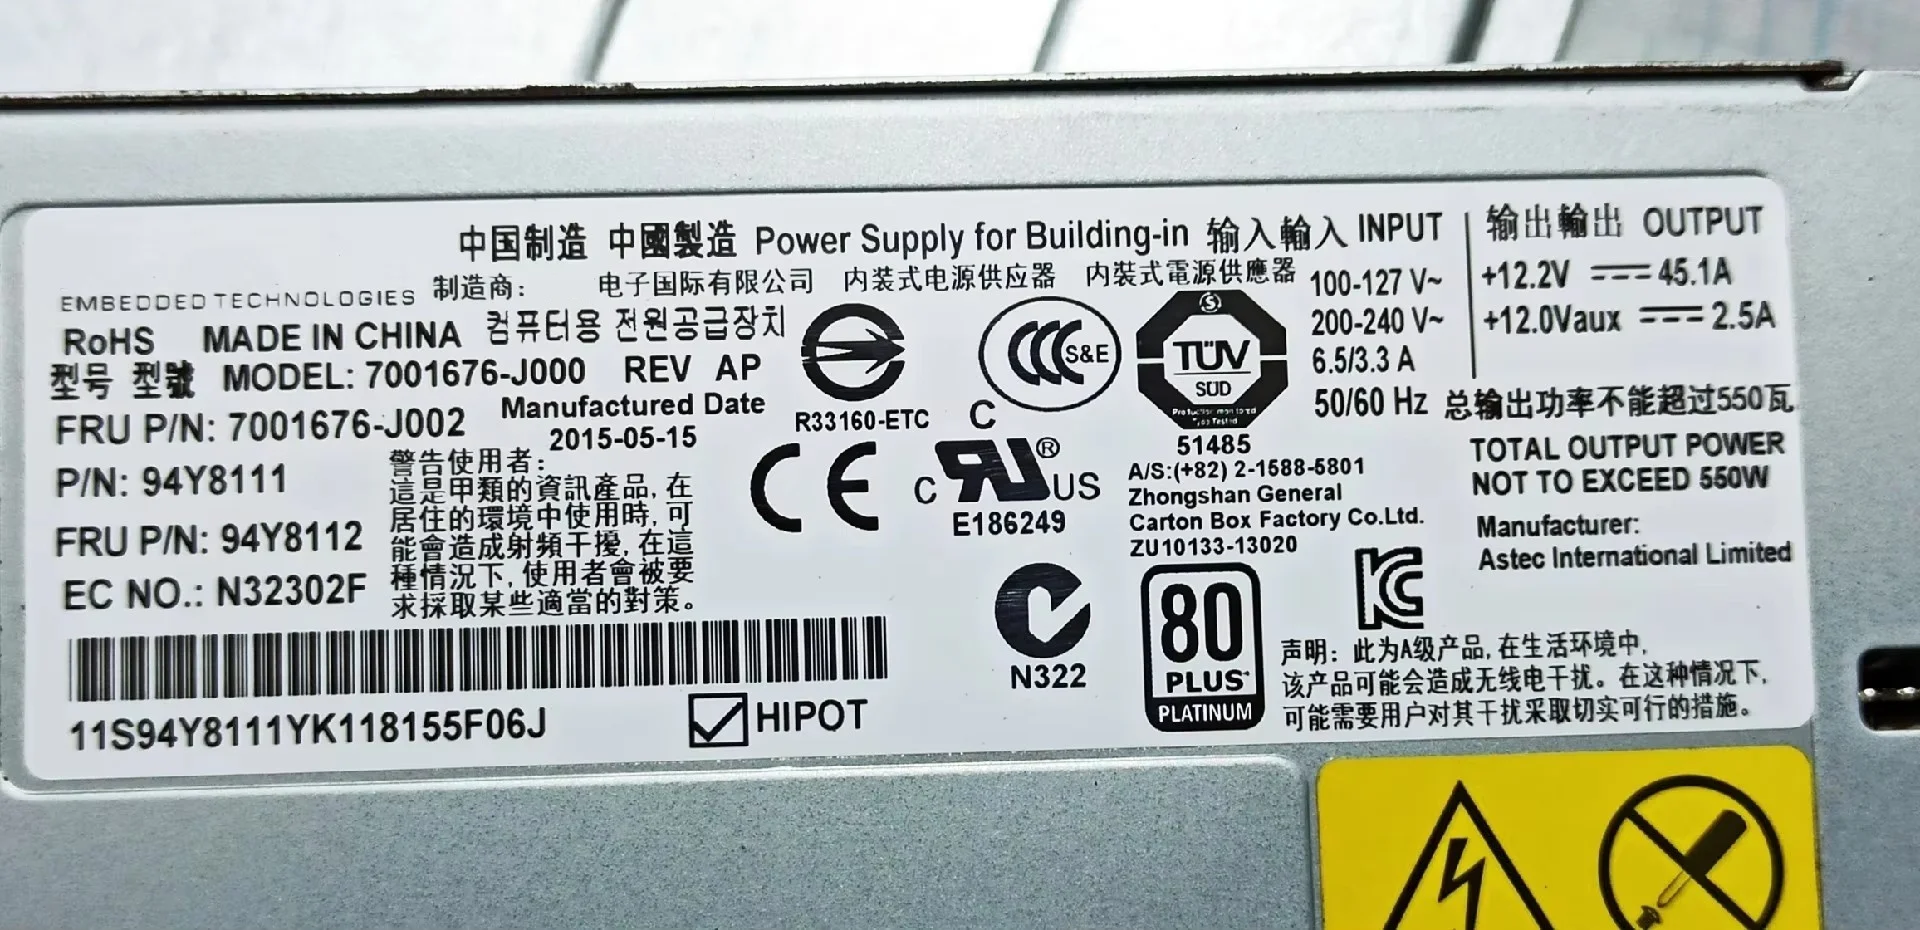 中国制造 中國製造 Power Supply for Building-in 输入輸入 INPUT
输出輸出 OUTPUT
EMBEDDED TECHNOLOGIES 制造商: 电子国际有限公司 内装式电源供应器 内裝式電源供應器
100-127 V~
200-240 V~
6.5/3.3 A
50/60 Hz
+12.2V ⎓ 45.1A
+12.0Vaux ⎓ 2.5A
RoHS MADE IN CHINA 컴퓨터용 전원공급장치
型号 型號 MODEL: 7001676-J000 REV AP
FRU P/N: 7001676-J002
Manufactured Date
2015-05-15
P/N: 94Y8111
FRU P/N: 94Y8112
EC NO.: N32302F
警告使用者:
這是甲類的資訊產品, 在
居住的環境中使用時, 可
能會造成射頻干擾, 在這
種情況下, 使用者會被要
求採取某些適當的對策。
R33160-ETC
S&E
C
TÜV
SÜD
51485
CE
C RU® US
E186249
A/S:(+82) 2-1588-5801
Zhongshan General
Carton Box Factory Co.Ltd.
ZU10133-13020
总输出功率不能超过550瓦
TOTAL OUTPUT POWER
NOT TO EXCEED 550W
Manufacturer:
Astec International Limited
N322
80
PLUS
PLATINUM
声明: 此为A级产品, 在生活环境中,
该产品可能会造成无线电干扰。在这种情况下,
可能需要用户对其干扰采取切实可行的措施。
11S94Y8111YK118155F06J
HIPOT